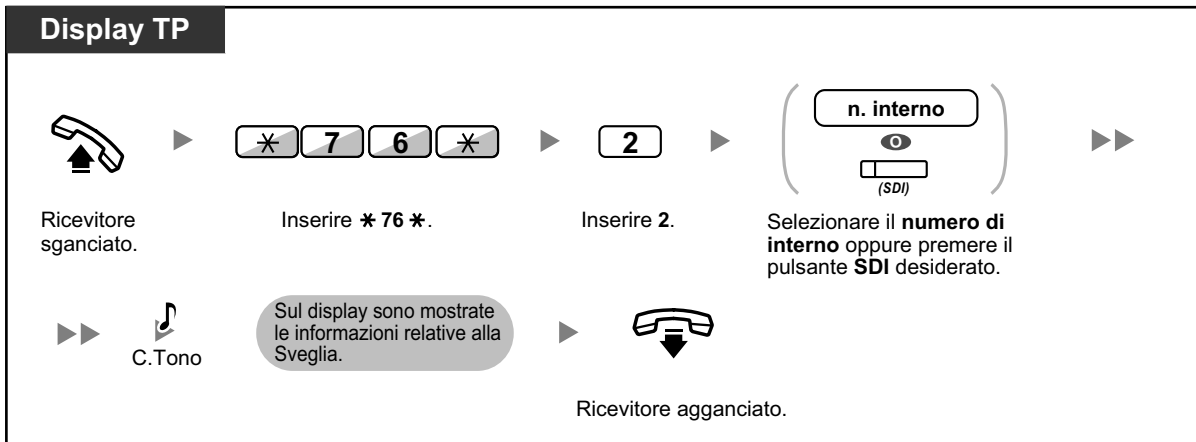 Display TP
n. interno
✱ 7 6 ✱
2
O
(SDI)
Ricevitore
sganciato.
Inserire ✱ 76 ✱.
Inserire 2.
Selezionare il numero di
interno oppure premere il
pulsante SDI desiderato.
C.Tono
Sul display sono mostrate
le informazioni relative alla
Sveglia.
Ricevitore agganciato.